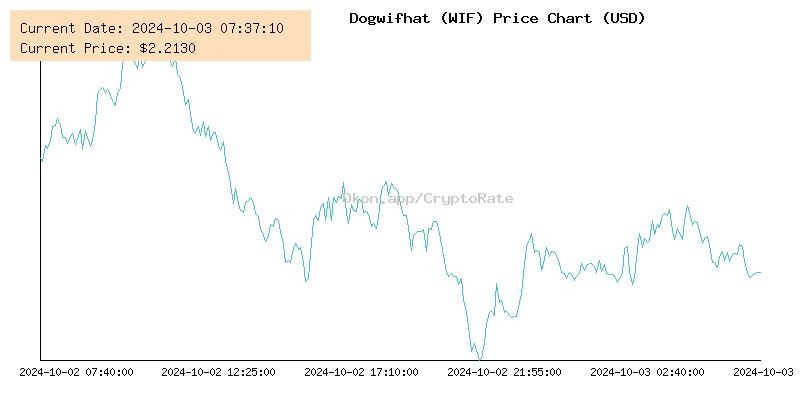 Dogwifhat (WIF) Price Chart (USD)
Current Date: 2024-10-03 07:37:10
Current Price: $2.2130
Okon.app/CryptoRate
2024-10-02 07:40:00 2024-10-02 12:25:00 2024-10-02 17:10:00 2024-10-02 21:55:00 2024-10-03 02:40:00 2024-10-03